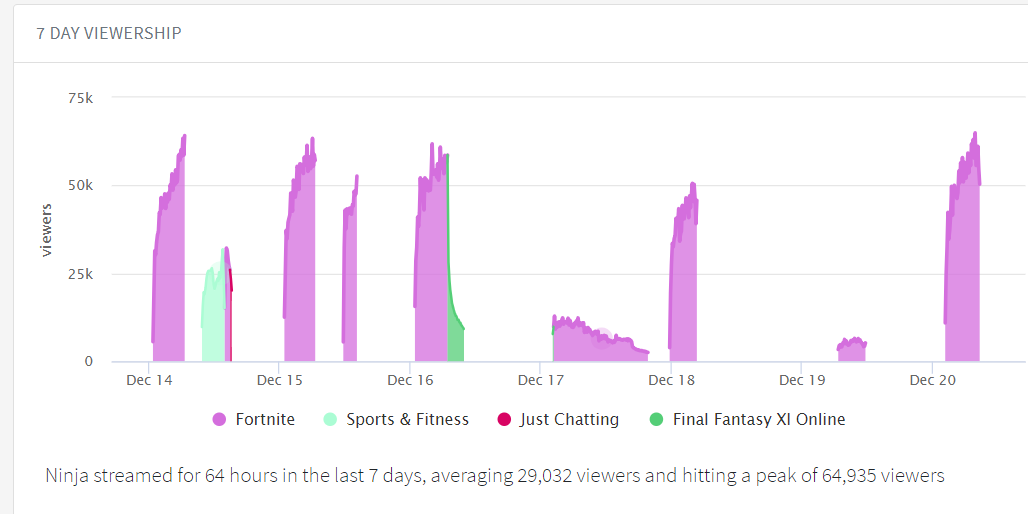 7 DAY VIEWERSHIP
75k
50k
25k
0
viewers
Dec 14 Dec 15 Dec 16 Dec 17 Dec 18 Dec 19 Dec 20
Fortnite Sports & Fitness Just Chatting Final Fantasy XI Online
Ninja streamed for 64 hours in the last 7 days, averaging 29,032 viewers and hitting a peak of 64,935 viewers